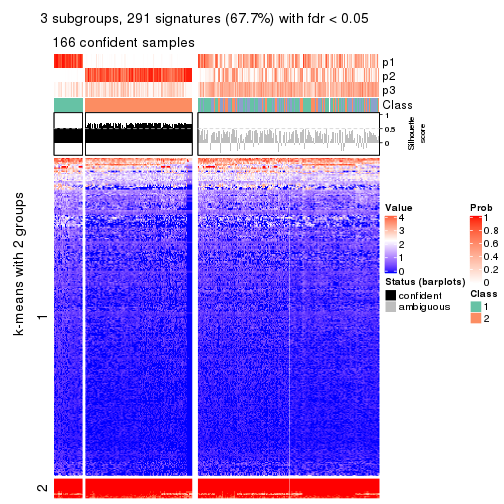 3 subgroups, 291 signatures (67.7%) with fdr < 0.05
166 confident samples
p1
p2
p3
Class
1
0.5
0
Silhouette
score
k-means with 2 groups
1
2
Value
4
3
2
1
0
Prob
1
0.8
0.6
0.4
0.2
0
Status (barplots)
confident
ambiguous
Class
1
2